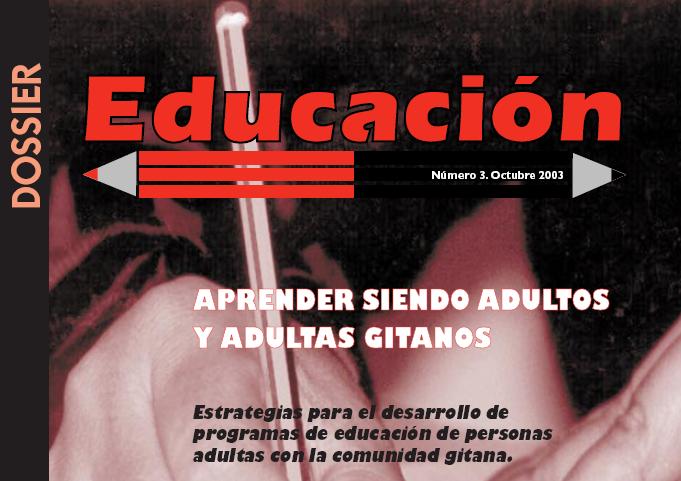 DOSSIER
Educación
Número 3. Octubre 2003
APRENDER SIENDO ADULTOS
Y ADULTAS GITANOS
Estrategias para el desarrollo de
programas de educación de personas
adultas con la comunidad gitana.